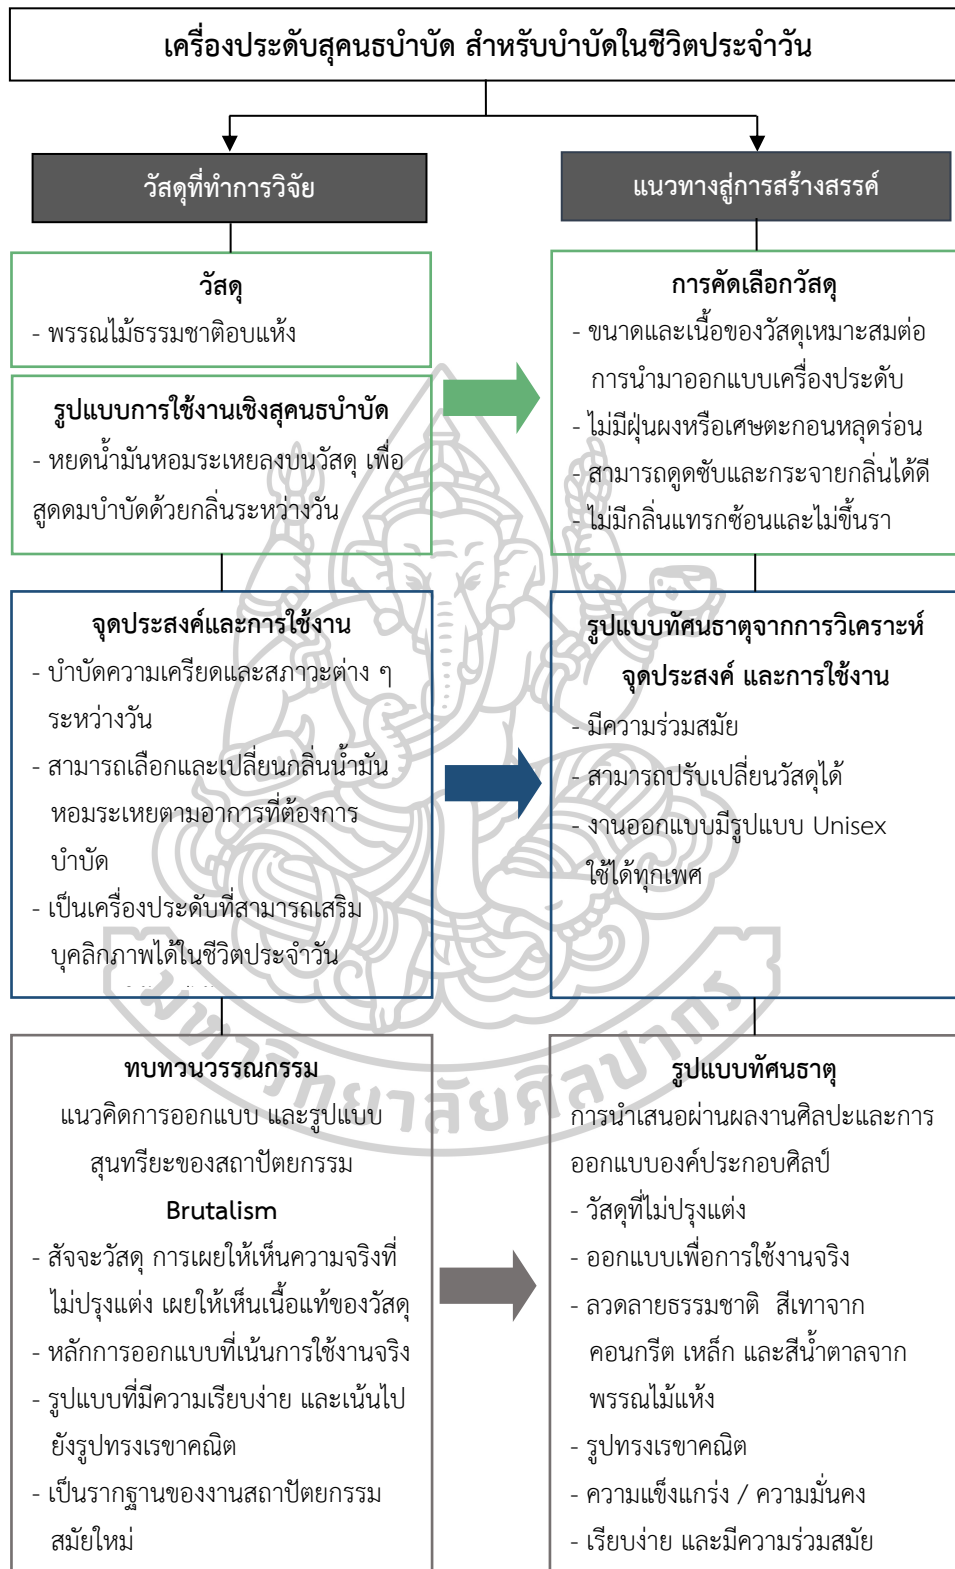 เครื่องประดับสุคนธบำบัด สำหรับบำบัดในชีวิตประจำวัน
วัสดุที่ทำการวิจัย
วัสดุ
- พรรณไม้ธรรมชาติอบแห้ง
รูปแบบการใช้งานเชิงสุคนธบำบัด
- หยดน้ำมันหอมระเหยลงบนวัสดุ เพื่อ
สูดดมบำบัดด้วยกลิ่นระหว่างวัน
จุดประสงค์และการใช้งาน
- บำบัดความเครียดและสภาวะต่าง ๆ
ระหว่างวัน
- สามารถเลือกและเปลี่ยนกลิ่นน้ำมัน
หอมระเหยตามอาการที่ต้องการ
บำบัด
- เป็นเครื่องประดับที่สามารถเสริม
บุคลิกภาพได้ในชีวิตประจำวัน
ทบทวนวรรณกรรม
แนวคิดการออกแบบ และรูปแบบ
สุนทรียะของสถาปัตยกรรม
Brutalism
- สัจจะวัสดุ การเผยให้เห็นความจริงที่
ไม่ปรุงแต่ง เผยให้เห็นเนื้อแท้ของวัสดุ
- หลักการออกแบบที่เน้นการใช้งานจริง
- รูปแบบที่มีความเรียบง่าย และเน้นไป
ยังรูปทรงเรขาคณิต
- เป็นรากฐานของงานสถาปัตยกรรม
สมัยใหม่
แนวทางสู่การสร้างสรรค์
การคัดเลือกวัสดุ
- ขนาดและเนื้อของวัสดุเหมาะสมต่อ
การนำมาออกแบบเครื่องประดับ
- ไม่มีฝุ่นผงหรือเศษตะกอนหลุดร่อน
- สามารถดูดซับและกระจายกลิ่นได้ดี
- ไม่มีกลิ่นแทรกซ้อนและไม่ขึ้นรา
รูปแบบทัศนธาตุจากการวิเคราะห์
จุดประสงค์ และการใช้งาน
- มีความร่วมสมัย
- สามารถปรับเปลี่ยนวัสดุได้
- งานออกแบบมีรูปแบบ Unisex
ใช้ได้ทุกเพศ
รูปแบบทัศนธาตุ
การนำเสนอผ่านผลงานศิลปะและการ
ออกแบบองค์ประกอบศิลป์
- วัสดุที่ไม่ปรุงแต่ง
- ออกแบบเพื่อการใช้งานจริง
- ลวดลายธรรมชาติ สีเทาจาก
คอนกรีต เหล็ก และสีน้ำตาลจาก
พรรณไม้แห้ง
- รูปทรงเรขาคณิต
- ความแข็งแกร่ง / ความมั่นคง
- เรียบง่าย และมีความร่วมสมัย
มหาวิทยาลัยศิลปากร